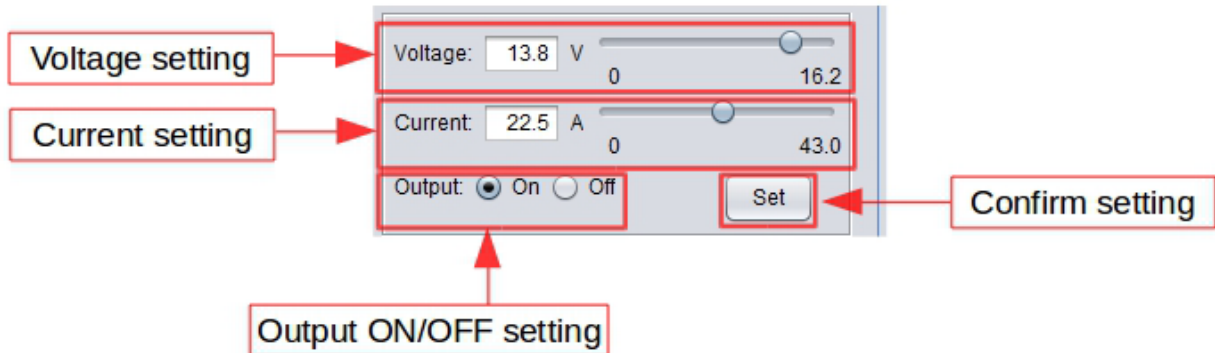 Voltage setting
Voltage: 13.8 V
0 16.2
Current setting
Current: 22.5 A
0 43.0
Output: On Off
Set
Confirm setting
Output ON/OFF setting